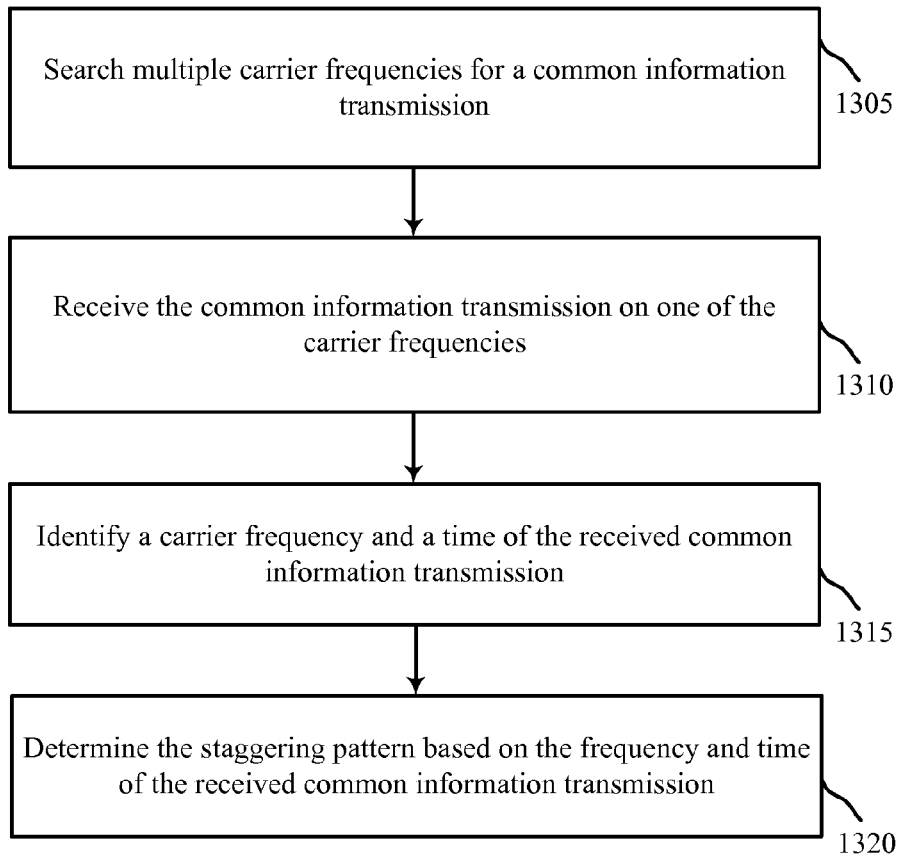 Search multiple carrier frequencies for a common information
transmission
1305
Receive the common information transmission on one of the
carrier frequencies
1310
Identify a carrier frequency and a time of the received common
information transmission
1315
Determine the staggering pattern based on the frequency and time
of the received common information transmission
1320